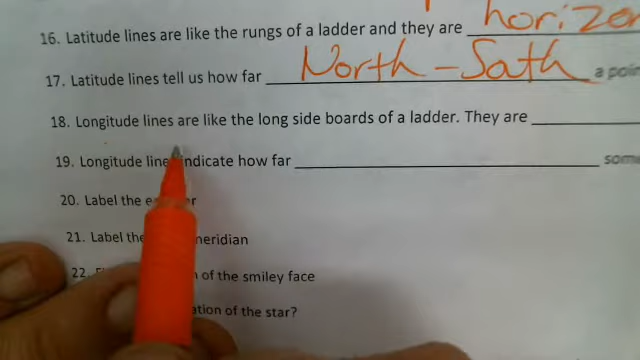 16. Latitude lines are like the rungs of a ladder and they are horizon
17. Latitude lines tell us how far North - Sath a poin
18. Longitude lines are like the long side boards of a ladder. They are
19. Longitude line indicate how far some
20. Label the
21. Label the meridian
22. of the smiley face
ation of the star?